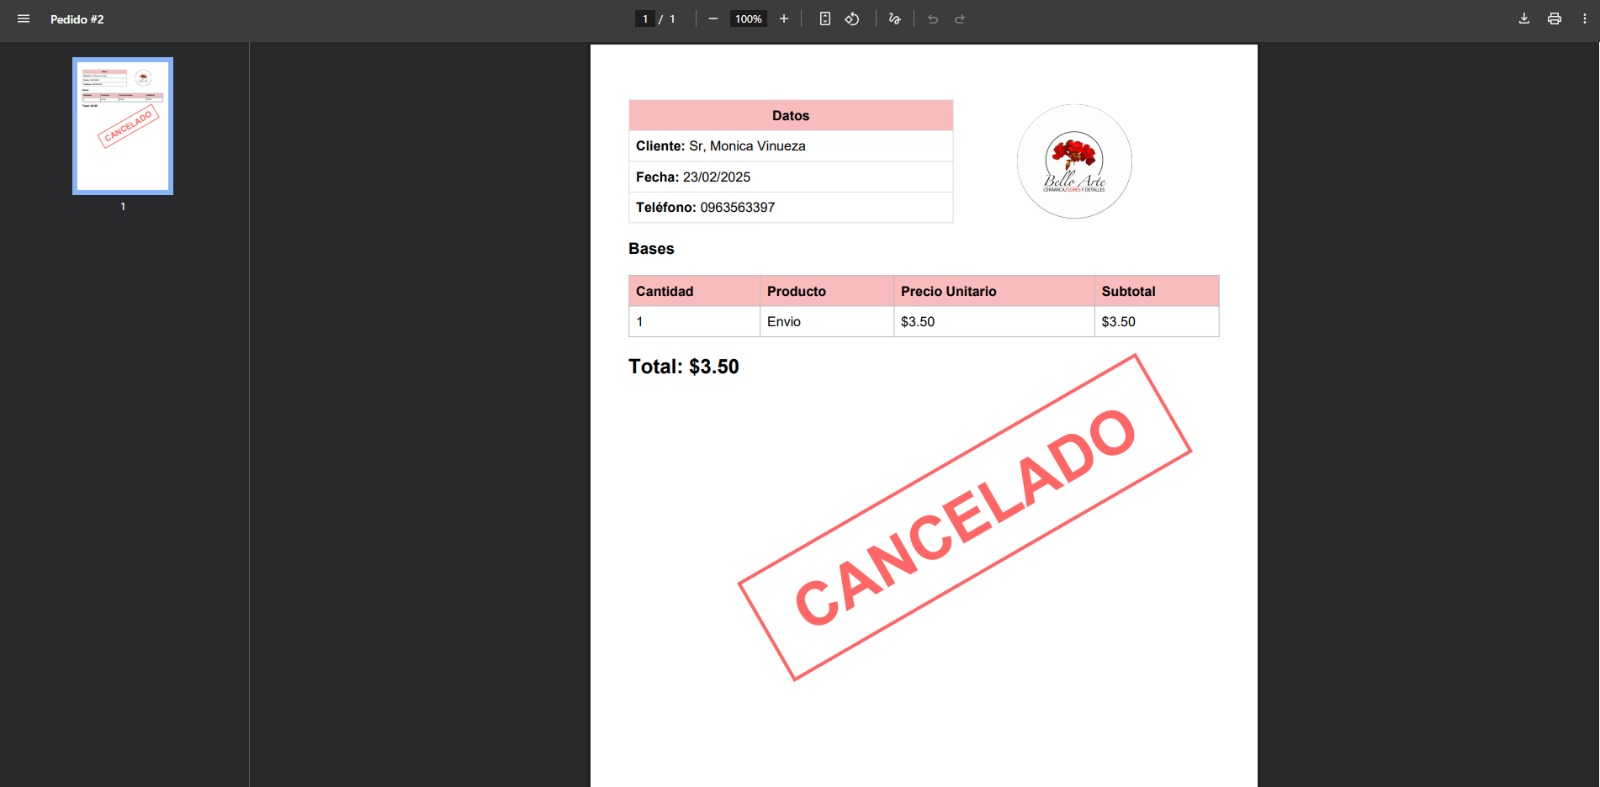 Pedido #2
1 / 1
100%
Datos
Cliente: Sr, Monica Vinueza
Fecha: 23/02/2025
Teléfono: 0963563397
Bello Arte
CERÁMICA, FLORES Y DETALLES
Bases
Cantidad Producto Precio Unitario Subtotal
1 Envio $3.50 $3.50
Total: $3.50
CANCELADO
CANCELADO
1